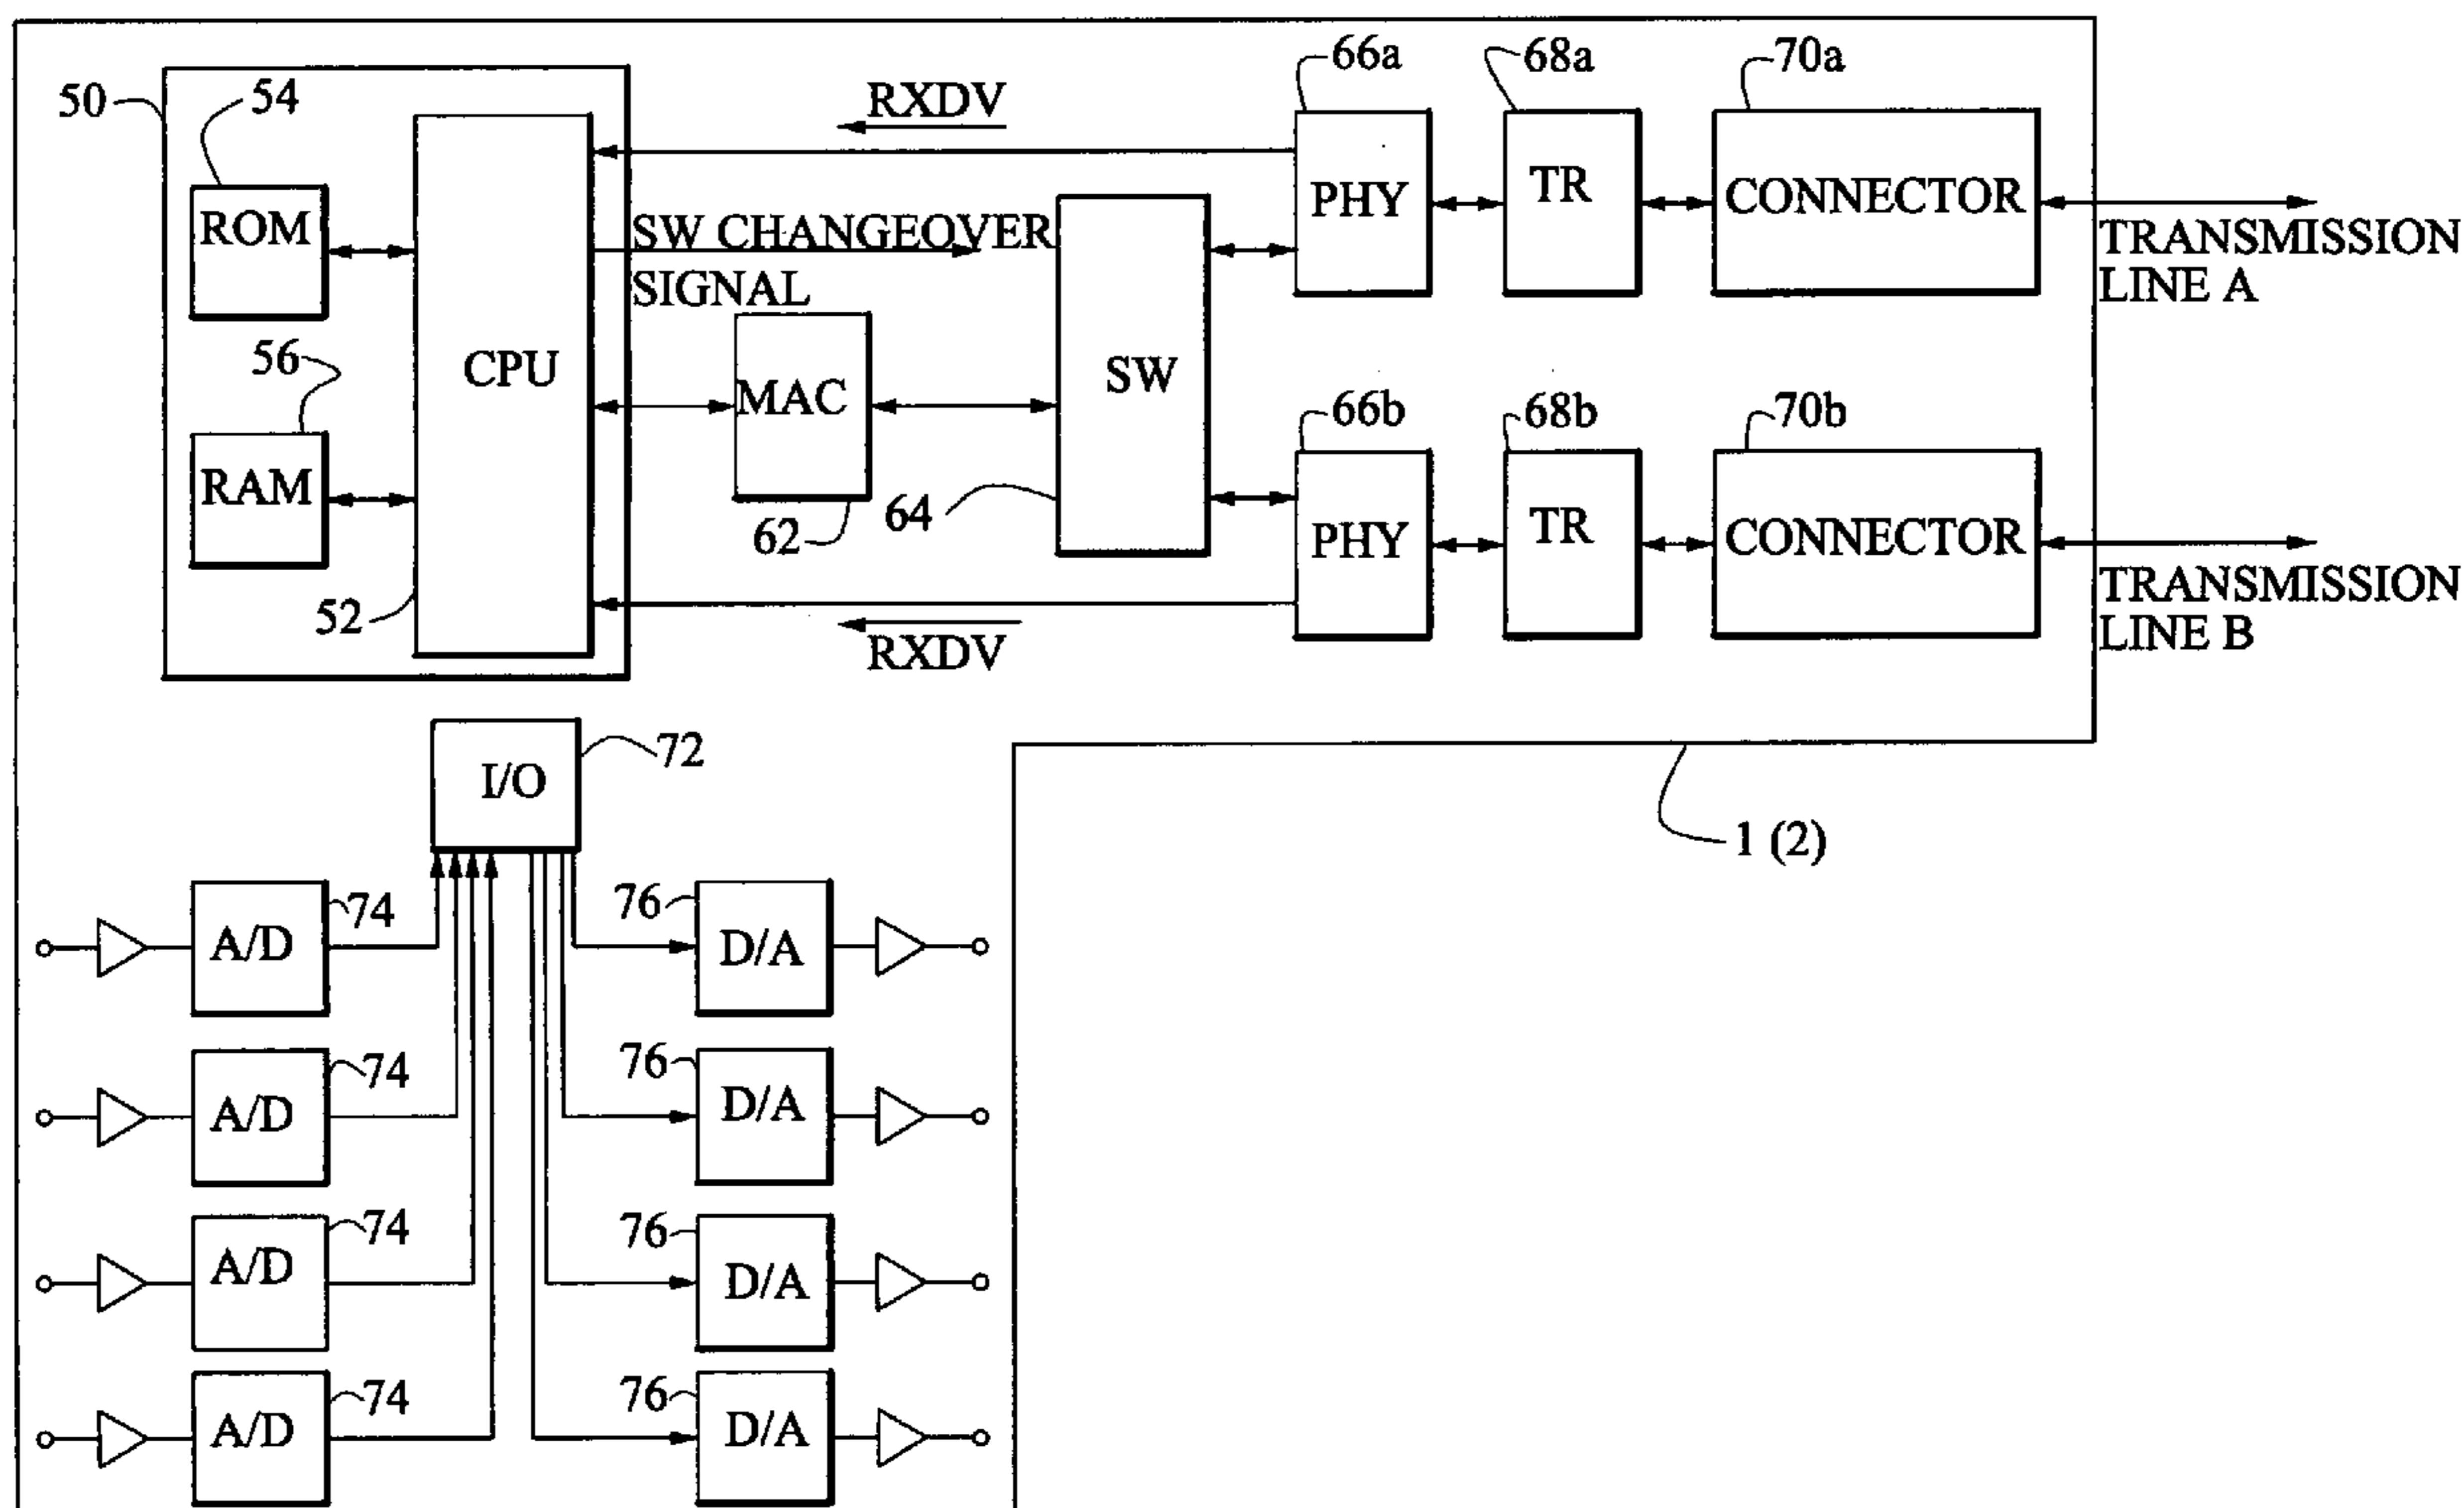 50
54
ROM
56
RAM
52
CPU
RXDV
SW CHANGEOVER
SIGNAL
MAC
62
64
SW
RXDV
66a
PHY
68a
TR
70a
CONNECTOR
TRANSMISSION
LINE A
66b
PHY
68b
TR
70b
CONNECTOR
TRANSMISSION
LINE B
I/O
72
1 (2)
A/D
74
76
D/A
A/D
74
76
D/A
A/D
74
76
D/A
A/D
74
76
D/A